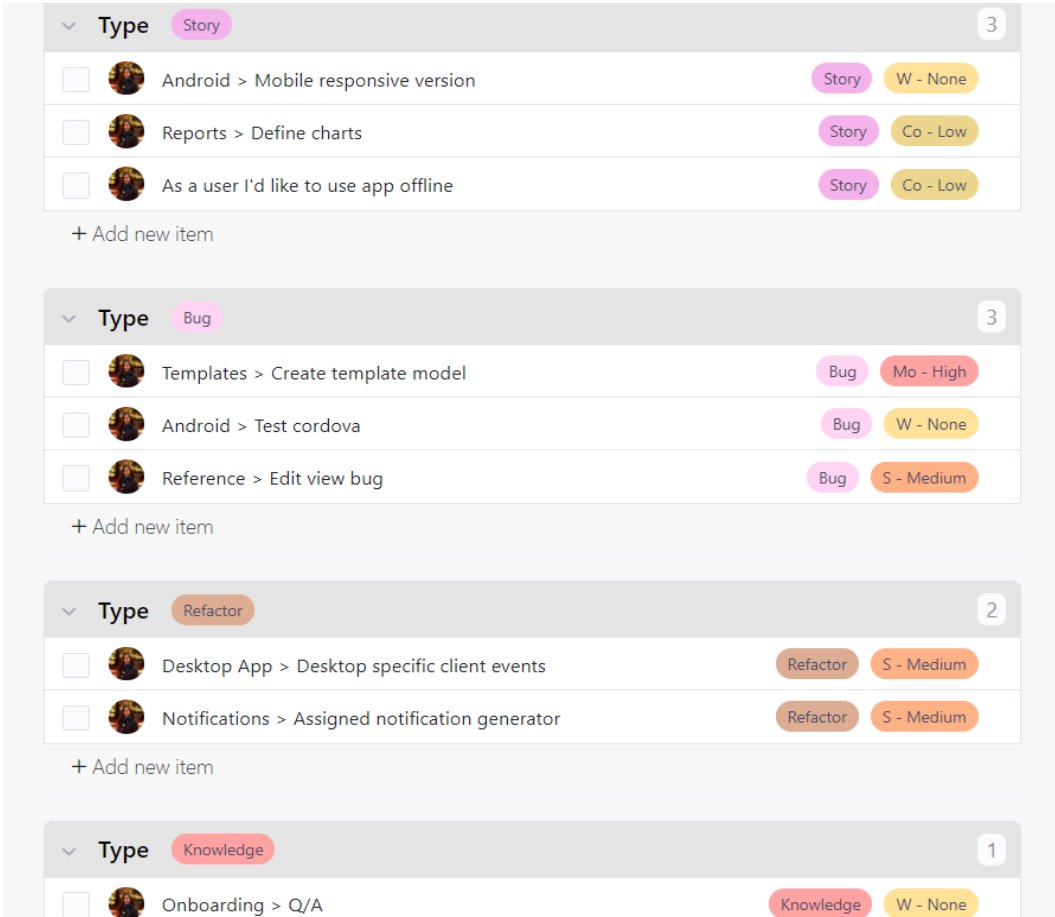 Type Story 3
Android > Mobile responsive version Story W - None
Reports > Define charts Story Co - Low
As a user I'd like to use app offline Story Co - Low
+ Add new item
Type Bug 3
Templates > Create template model Bug Mo - High
Android > Test cordova Bug W - None
Reference > Edit view bug Bug S - Medium
+ Add new item
Type Refactor 2
Desktop App > Desktop specific client events Refactor S - Medium
Notifications > Assigned notification generator Refactor S - Medium
+ Add new item
Type Knowledge 1
Onboarding > Q/A Knowledge W - None